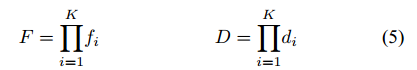 F = ∏_{i=1}^{K} f_i    D = ∏_{i=1}^{K} d_i    (5)